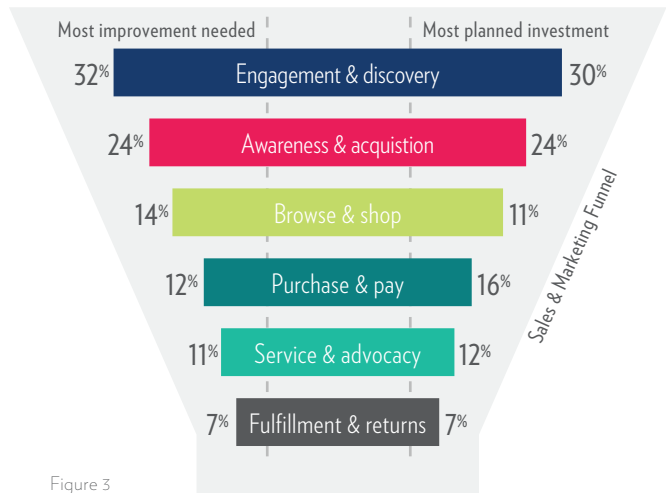 Most improvement needed Most planned investment
32% Engagement & discovery 30%
24% Awareness & acquistion 24%
14% Browse & shop 11%
12% Purchase & pay 16%
11% Service & advocacy 12%
7% Fulfillment & returns 7%
Sales & Marketing Funnel
Figure 3